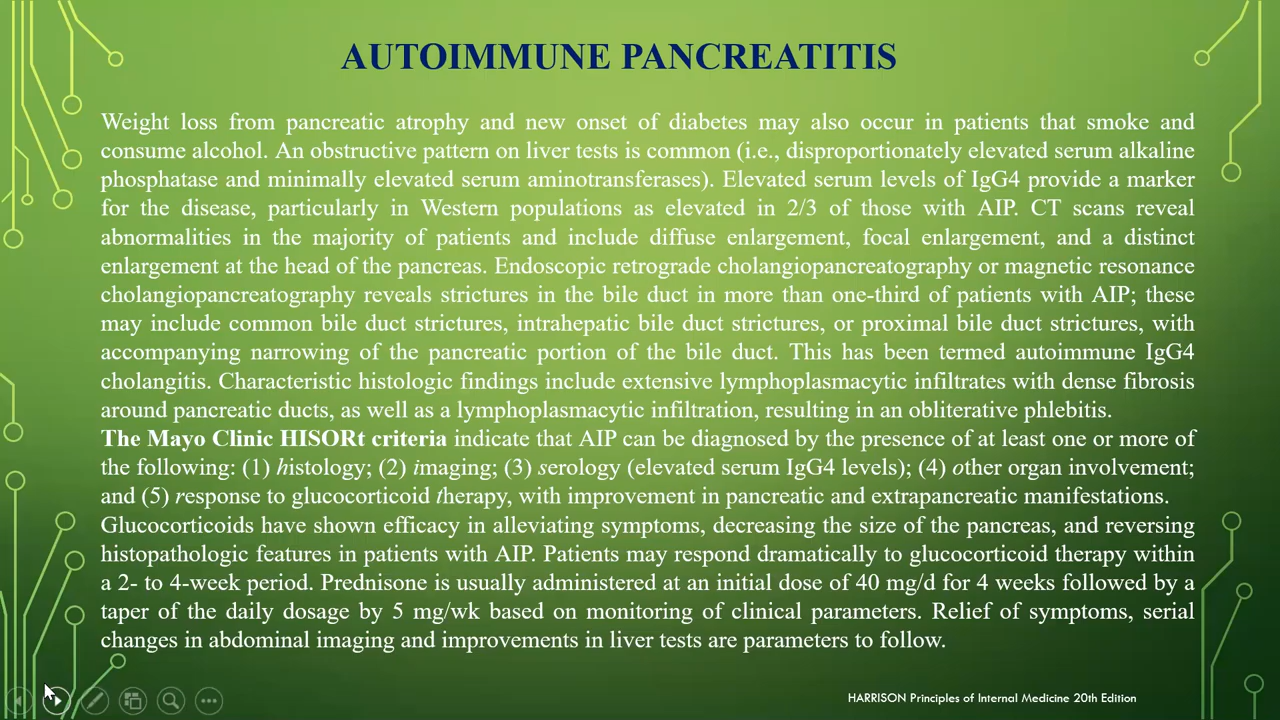 AUTOIMMUNE PANCREATITIS
Weight loss from pancreatic atrophy and new onset of diabetes may also occur in patients that smoke and
consume alcohol. An obstructive pattern on liver tests is common (i.e., disproportionately elevated serum alkaline
phosphatase and minimally elevated serum aminotransferases). Elevated serum levels of IgG4 provide a marker
for the disease, particularly in Western populations as elevated in 2/3 of those with AIP. CT scans reveal
abnormalities in the majority of patients and include diffuse enlargement, focal enlargement, and a distinct
enlargement at the head of the pancreas. Endoscopic retrograde cholangiopancreatography or magnetic resonance
cholangiopancreatography reveals strictures in the bile duct in more than one-third of patients with AIP; these
may include common bile duct strictures, intrahepatic bile duct strictures, or proximal bile duct strictures, with
accompanying narrowing of the pancreatic portion of the bile duct. This has been termed autoimmune IgG4
cholangitis. Characteristic histologic findings include extensive lymphoplasmacytic infiltrates with dense fibrosis
around pancreatic ducts, as well as a lymphoplasmacytic infiltration, resulting in an obliterative phlebitis.
The Mayo Clinic HISORt criteria indicate that AIP can be diagnosed by the presence of at least one or more of
the following: (1) histology; (2) imaging; (3) serology (elevated serum IgG4 levels); (4) other organ involvement;
and (5) response to glucocorticoid therapy, with improvement in pancreatic and extrapancreatic manifestations.
Glucocorticoids have shown efficacy in alleviating symptoms, decreasing the size of the pancreas, and reversing
histopathologic features in patients with AIP. Patients may respond dramatically to glucocorticoid therapy within
a 2- to 4-week period. Prednisone is usually administered at an initial dose of 40 mg/d for 4 weeks followed by a
taper of the daily dosage by 5 mg/wk based on monitoring of clinical parameters. Relief of symptoms, serial
changes in abdominal imaging and improvements in liver tests are parameters to follow.
HARRISON Principles of Internal Medicine 20th Edition